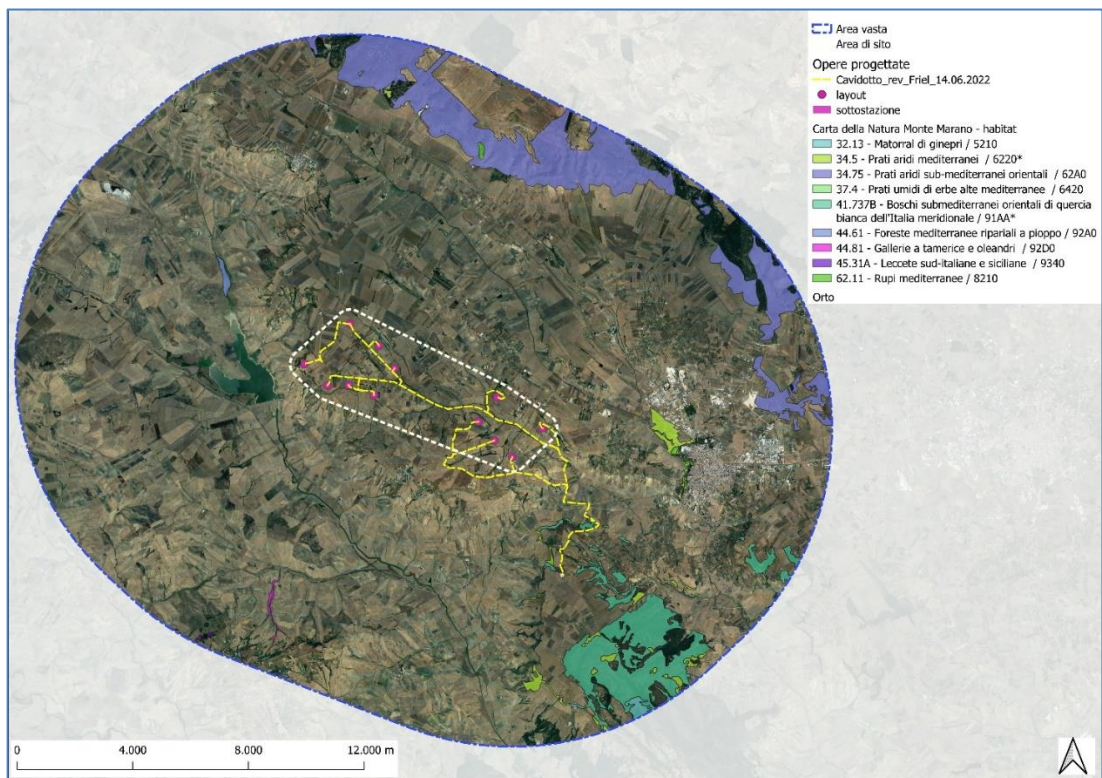 Area vasta
Area di sito
Opere progettate
Cavidotto_rev_Friel_14.06.2022
layout
sottostazione
Carta della Natura Monte Marano - habitat
32.13 - Matorral di ginepri / 5210
34.5 - Prati aridi mediterranei / 6220*
34.75 - Prati aridi sub-mediterranei orientali / 62A0
37.4 - Prati umidi di erbe alte mediterranee / 6420
41.737B - Boschi submediterranei orientali di quercia
bianca dell'Italia meridionale / 91AA*
44.61 - Foreste mediterranee ripariali a pioppo / 92A0
44.81 - Gallerie a tamerice e oleandri / 92D0
45.31A - Leccete sud-italiane e siciliane / 9340
62.11 - Rupi mediterranee / 8210
Orto
0 4.000 8.000 12.000 m